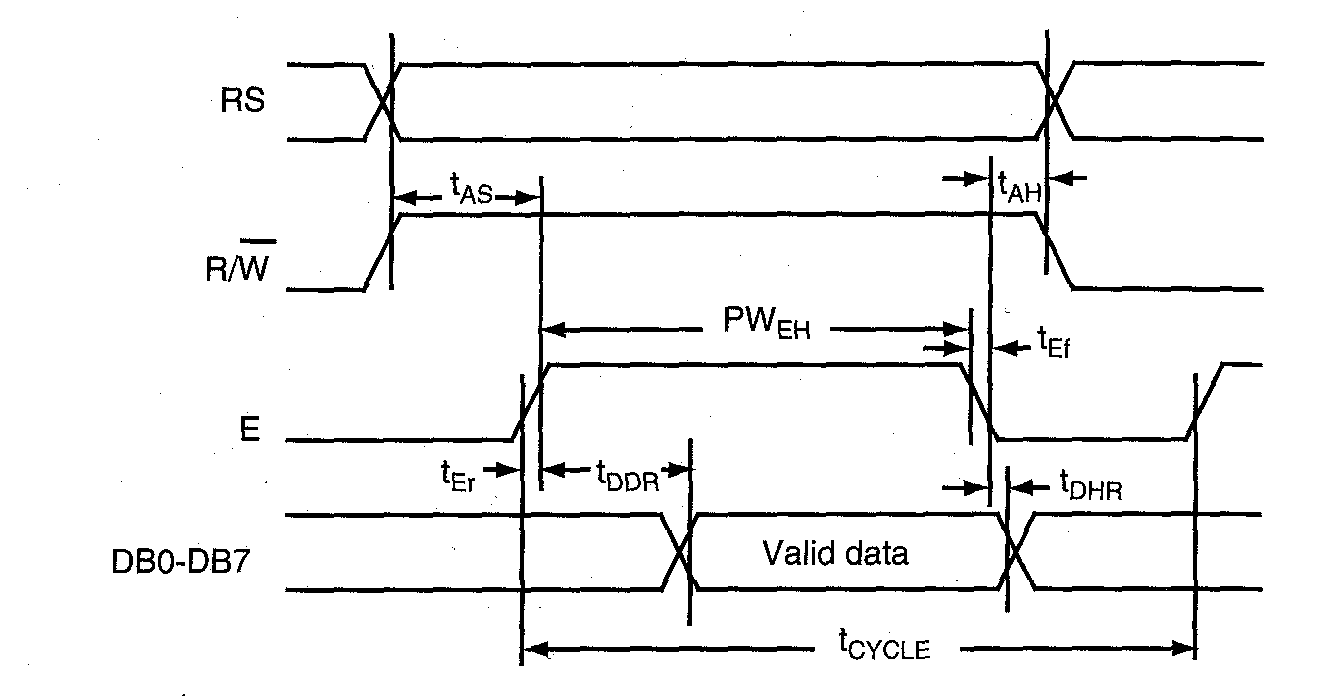 RS
tAS
tAH
R/W̅
PWEH
tEf
E
tEr
tDDR
tDHR
DB0-DB7
Valid data
tCYCLE